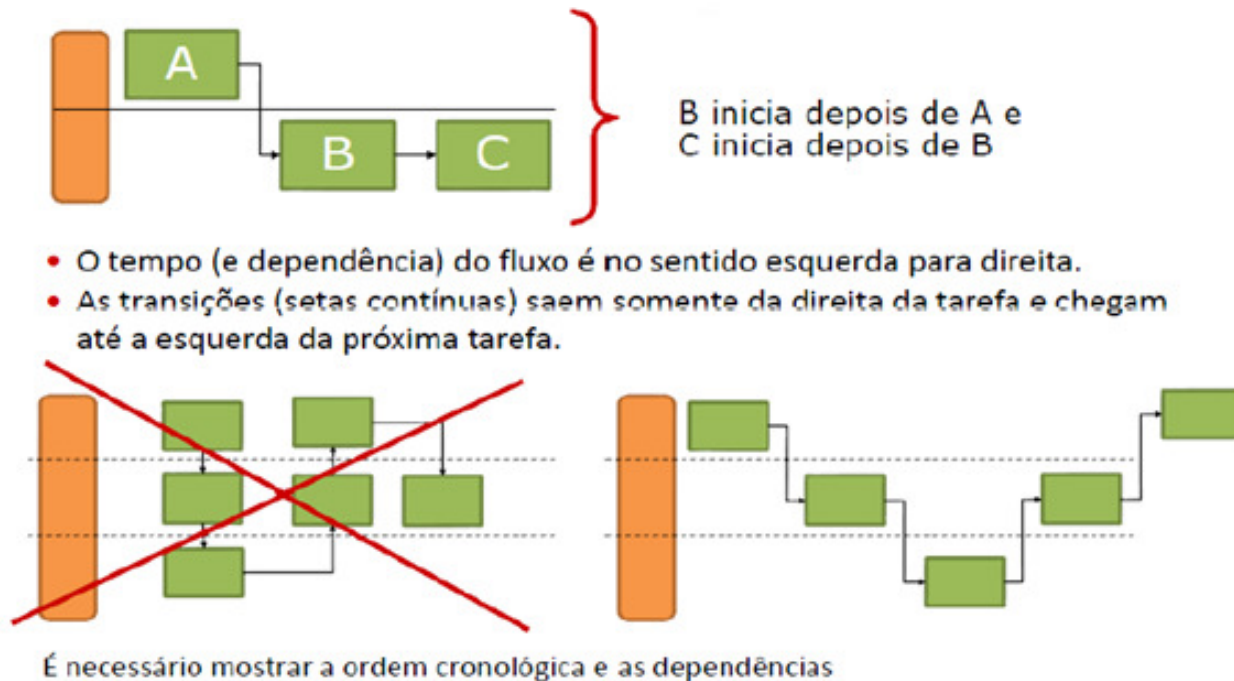 A
B
C
B inicia depois de A e
C inicia depois de B
• O tempo (e dependência) do fluxo é no sentido esquerda para direita.
• As transições (setas contínuas) saem somente da direita da tarefa e chegam
até a esquerda da próxima tarefa.
É necessário mostrar a ordem cronológica e as dependências